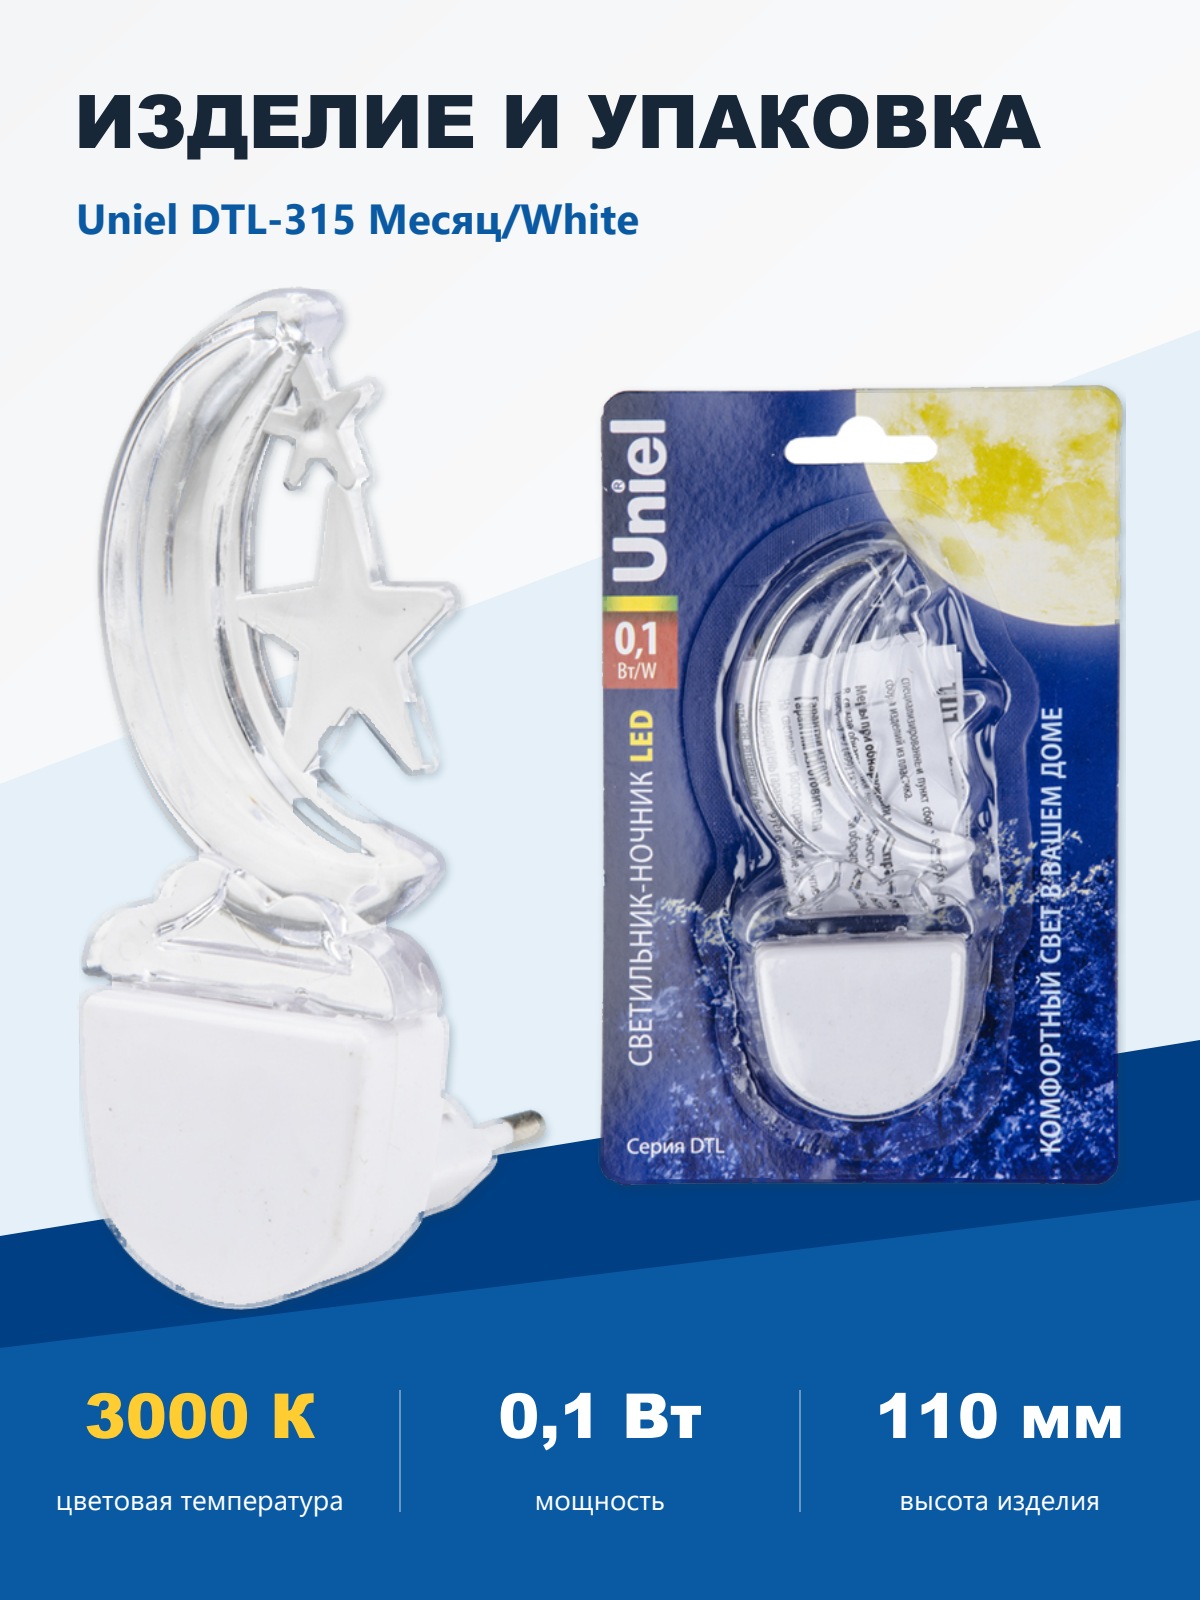 ИЗДЕЛИЕ И УПАКОВКА
Uniel DTL-315 Месяц/White
Uniel®
0,1
Вт/W
СВЕТИЛЬНИК-НОЧНИК LED
КОМФОРТНЫЙ СВЕТ В ВАШЕМ ДОМЕ
Серия DTL
3000 К
цветовая температура
0,1 Вт
мощность
110 мм
высота изделия